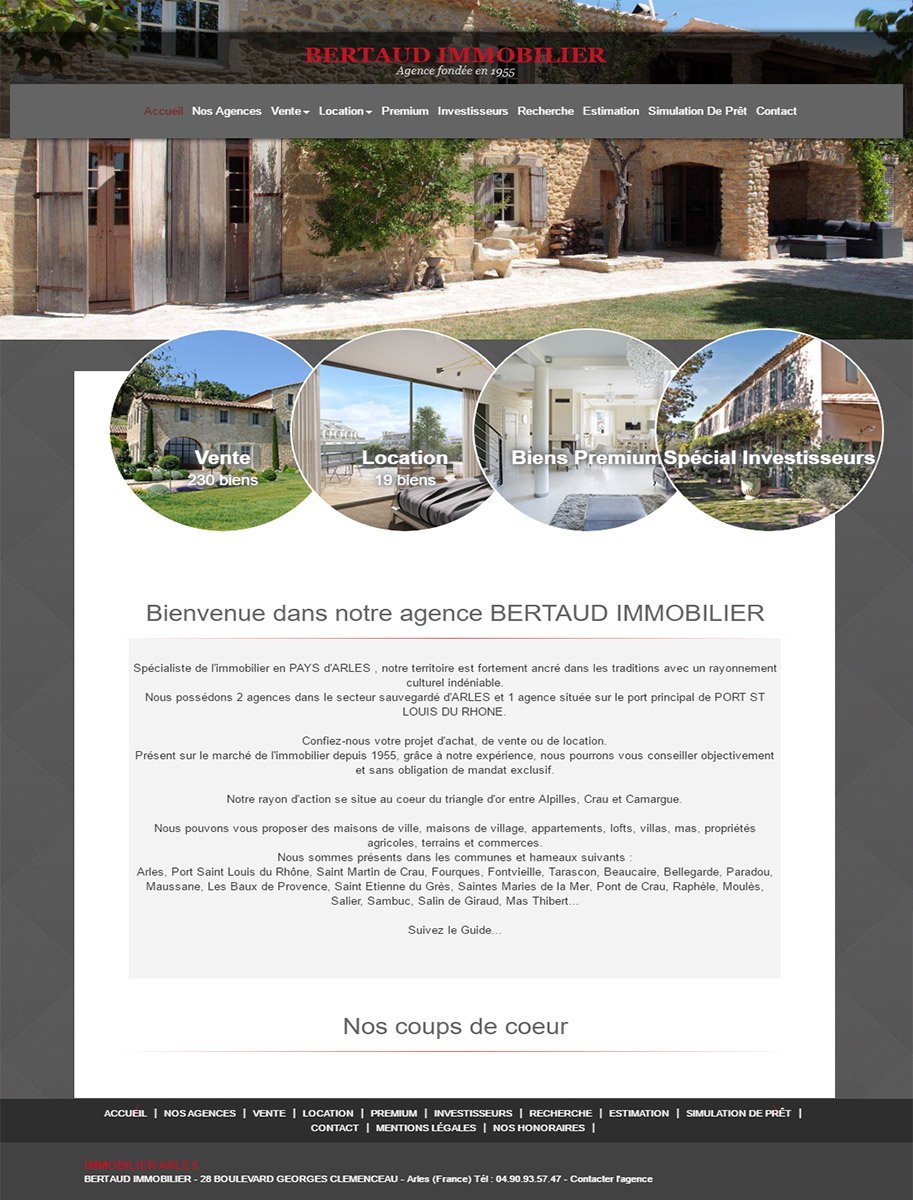 BERTAUD IMMOBILIER
Agence fondée en 1955
Accueil Nos Agences Vente Location Premium Investisseurs Recherche Estimation Simulation De Prêt Contact
Vente
230 biens
Location
19 biens
Biens Premium
Spécial Investisseurs
Bienvenue dans notre agence BERTAUD IMMOBILIER
Spécialiste de l'immobilier en PAYS d'ARLES , notre territoire est fortement ancré dans les traditions avec un rayonnement
culturel indéniable.
Nous possédons 2 agences dans le secteur sauvegardé d'ARLES et 1 agence située sur le port principal de PORT ST
LOUIS DU RHONE.
Confiez-nous votre projet d'achat, de vente ou de location.
Présent sur le marché de l'immobilier depuis 1955, grâce à notre expérience, nous pourrons vous conseiller objectivement
et sans obligation de mandat exclusif.
Notre rayon d'action se situe au coeur du triangle d'or entre Alpilles, Crau et Camargue.
Nous pouvons vous proposer des maisons de ville, maisons de village, appartements, lofts, villas, mas, propriétés
agricoles, terrains et commerces.
Nous sommes présents dans les communes et hameaux suivants :
Arles, Port Saint Louis du Rhône, Saint Martin de Crau, Fourques, Fontvieille, Tarascon, Beaucaire, Bellegarde, Paradou,
Maussane, Les Baux de Provence, Saint Etienne du Grès, Saintes Maries de la Mer, Pont de Crau, Raphèle, Moulès,
Salier, Sambuc, Salin de Giraud, Mas Thibert...
Suivez le Guide...
Nos coups de coeur
ACCUEIL | NOS AGENCES | VENTE | LOCATION | PREMIUM | INVESTISSEURS | RECHERCHE | ESTIMATION | SIMULATION DE PRÊT |
CONTACT | MENTIONS LÉGALES | NOS HONORAIRES |
IMMOBILIER ARLES
BERTAUD IMMOBILIER - 28 BOULEVARD GEORGES CLEMENCEAU - Arles (France) Tél : 04.90.93.57.47 - Contacter l'agence